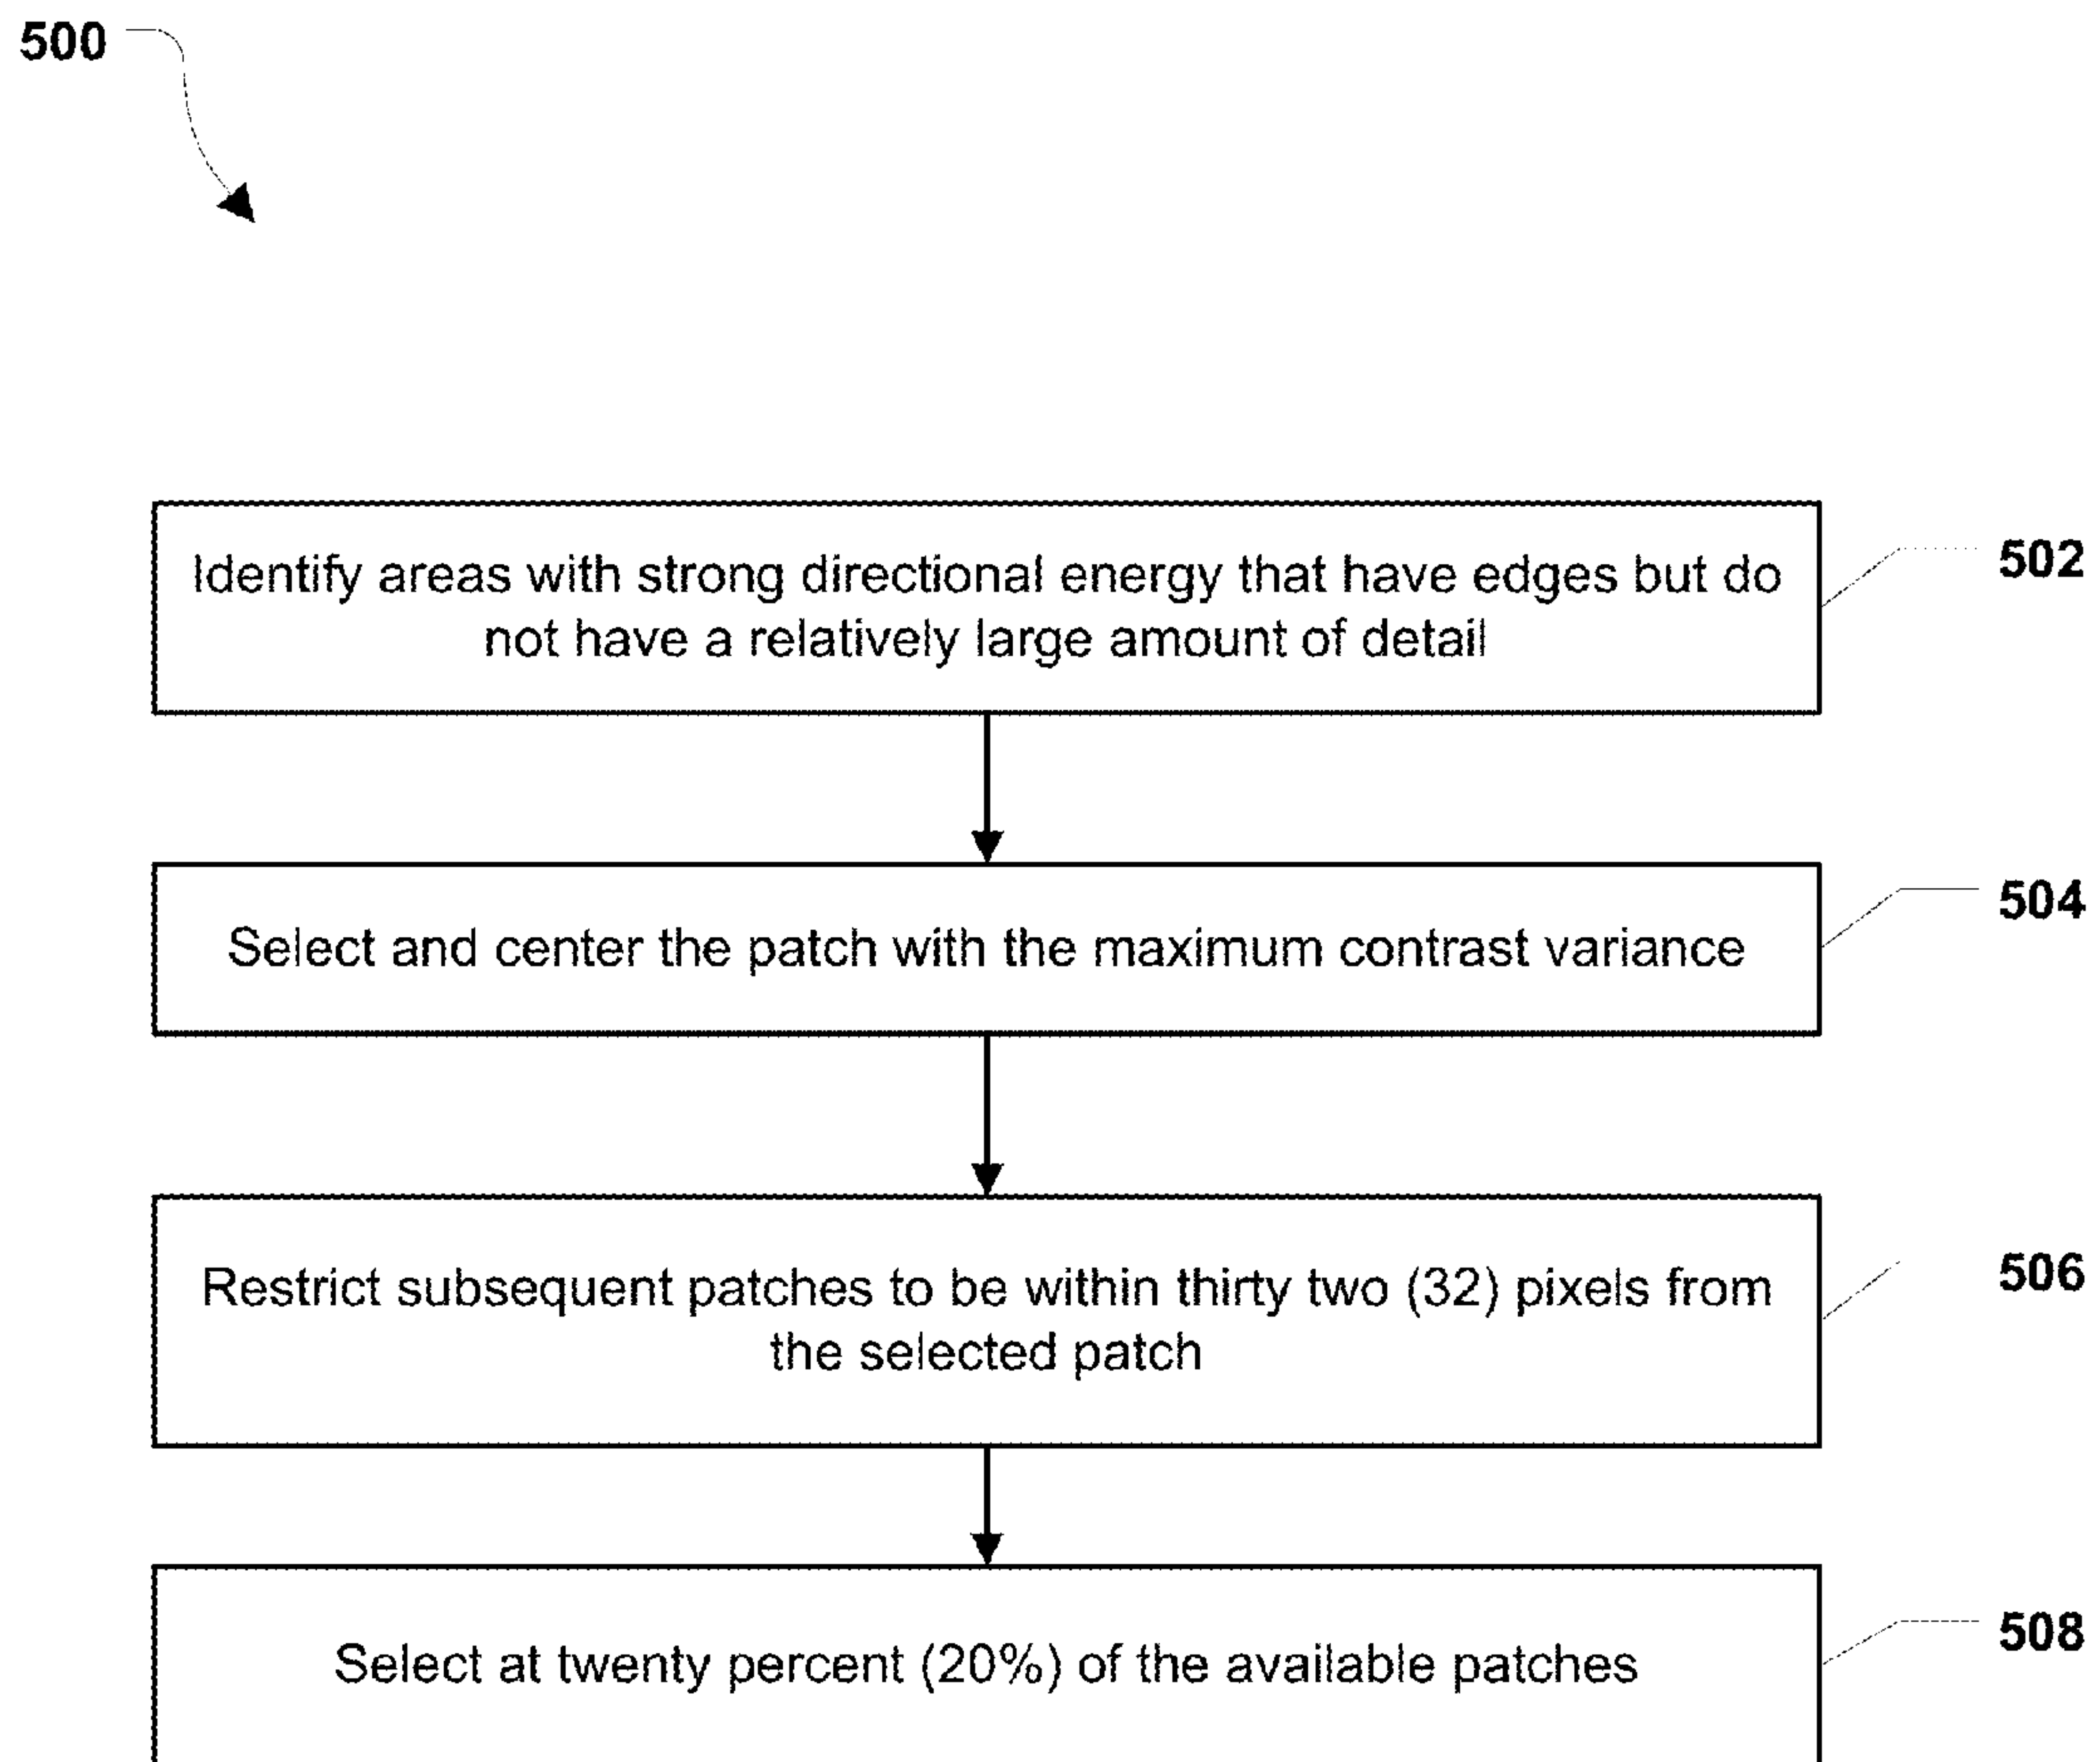 500
Identify areas with strong directional energy that have edges but do
not have a relatively large amount of detail
502
Select and center the patch with the maximum contrast variance
504
Restrict subsequent patches to be within thirty two (32) pixels from
the selected patch
506
Select at twenty percent (20%) of the available patches
508